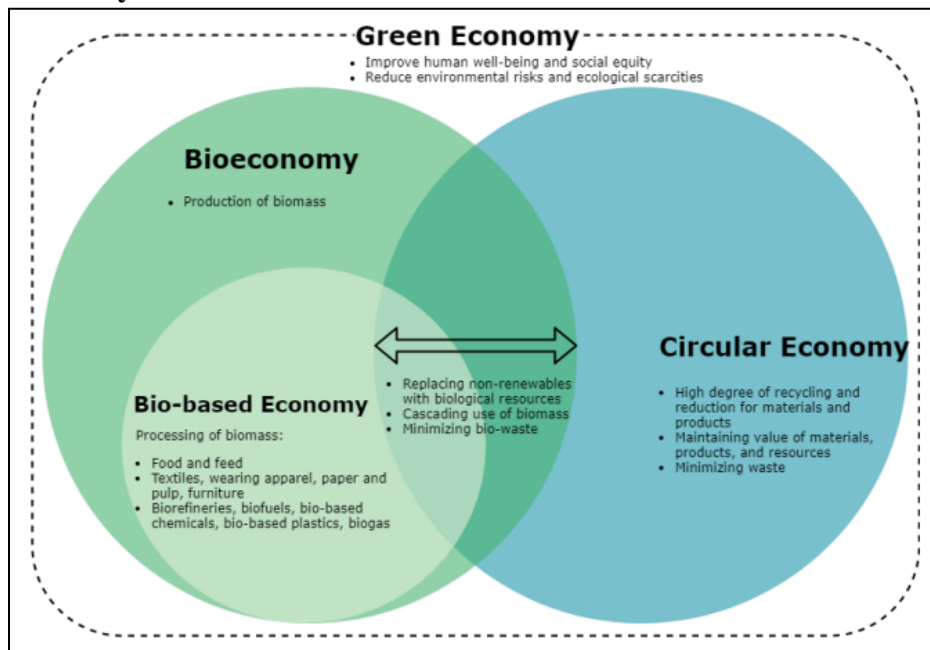 Green Economy
• Improve human well-being and social equity
• Reduce environmental risks and ecological scarcities
Bioeconomy
• Production of biomass
Bio-based Economy
Processing of biomass:
• Food and feed
• Textiles, wearing apparel, paper and
pulp, furniture
• Biorefineries, biofuels, bio-based
chemicals, bio-based plastics, biogas
• Replacing non-renewables
with biological resources
• Cascading use of biomass
• Minimizing bio-waste
Circular Economy
• High degree of recycling and
reduction for materials and
products
• Maintaining value of materials,
products, and resources
• Minimizing waste